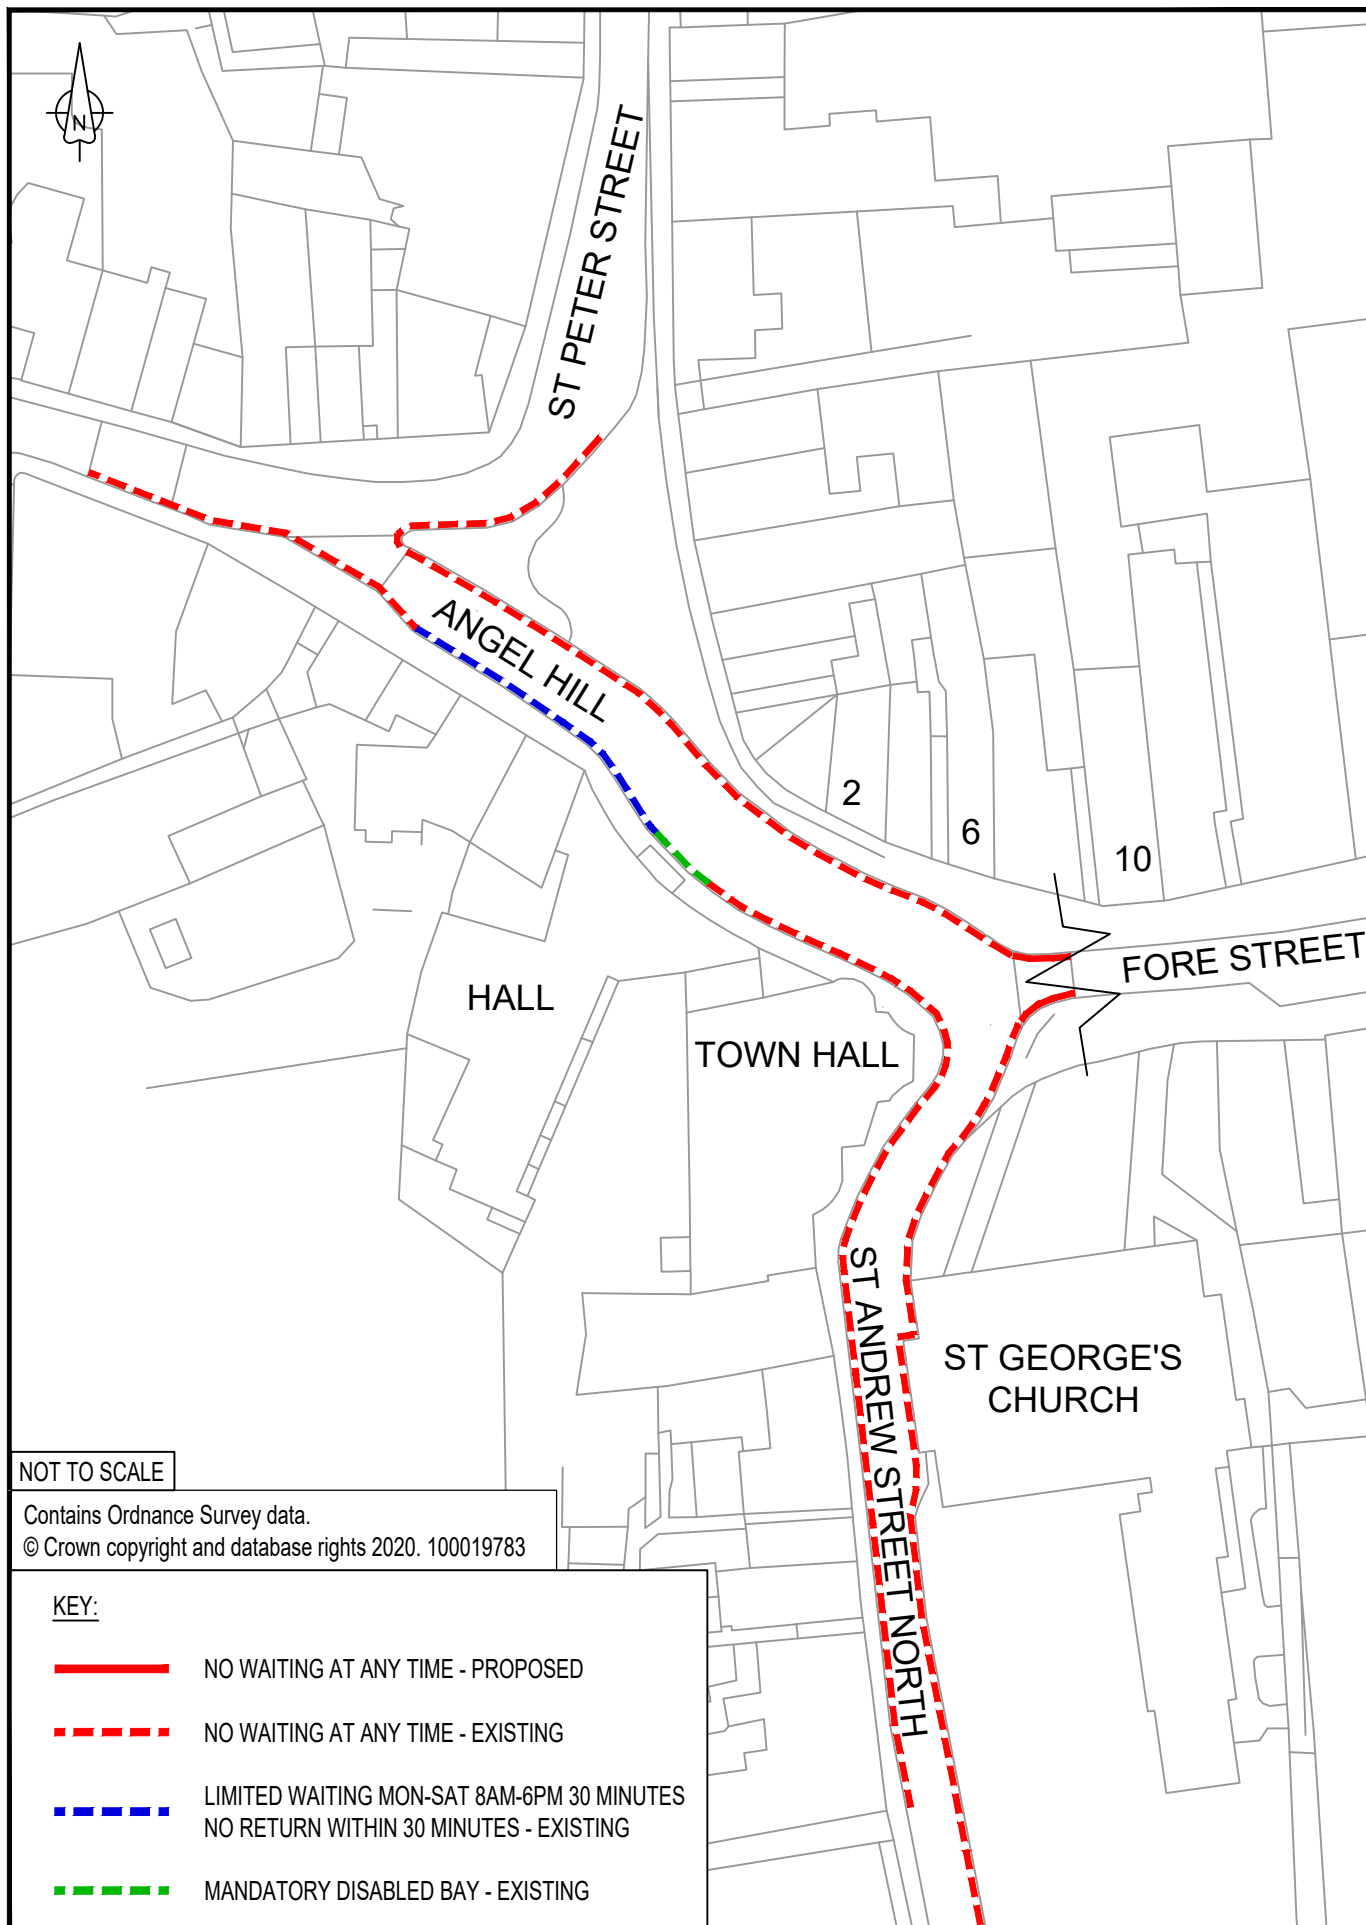 N
ST PETER STREET
ANGEL HILL
2
6
10
FORE STREET
HALL
TOWN HALL
ST ANDREW STREET NORTH
ST GEORGE'S
CHURCH
NOT TO SCALE
Contains Ordnance Survey data.
© Crown copyright and database rights 2020. 100019783
KEY:
NO WAITING AT ANY TIME - PROPOSED
NO WAITING AT ANY TIME - EXISTING
LIMITED WAITING MON-SAT 8AM-6PM 30 MINUTES
NO RETURN WITHIN 30 MINUTES - EXISTING
MANDATORY DISABLED BAY - EXISTING